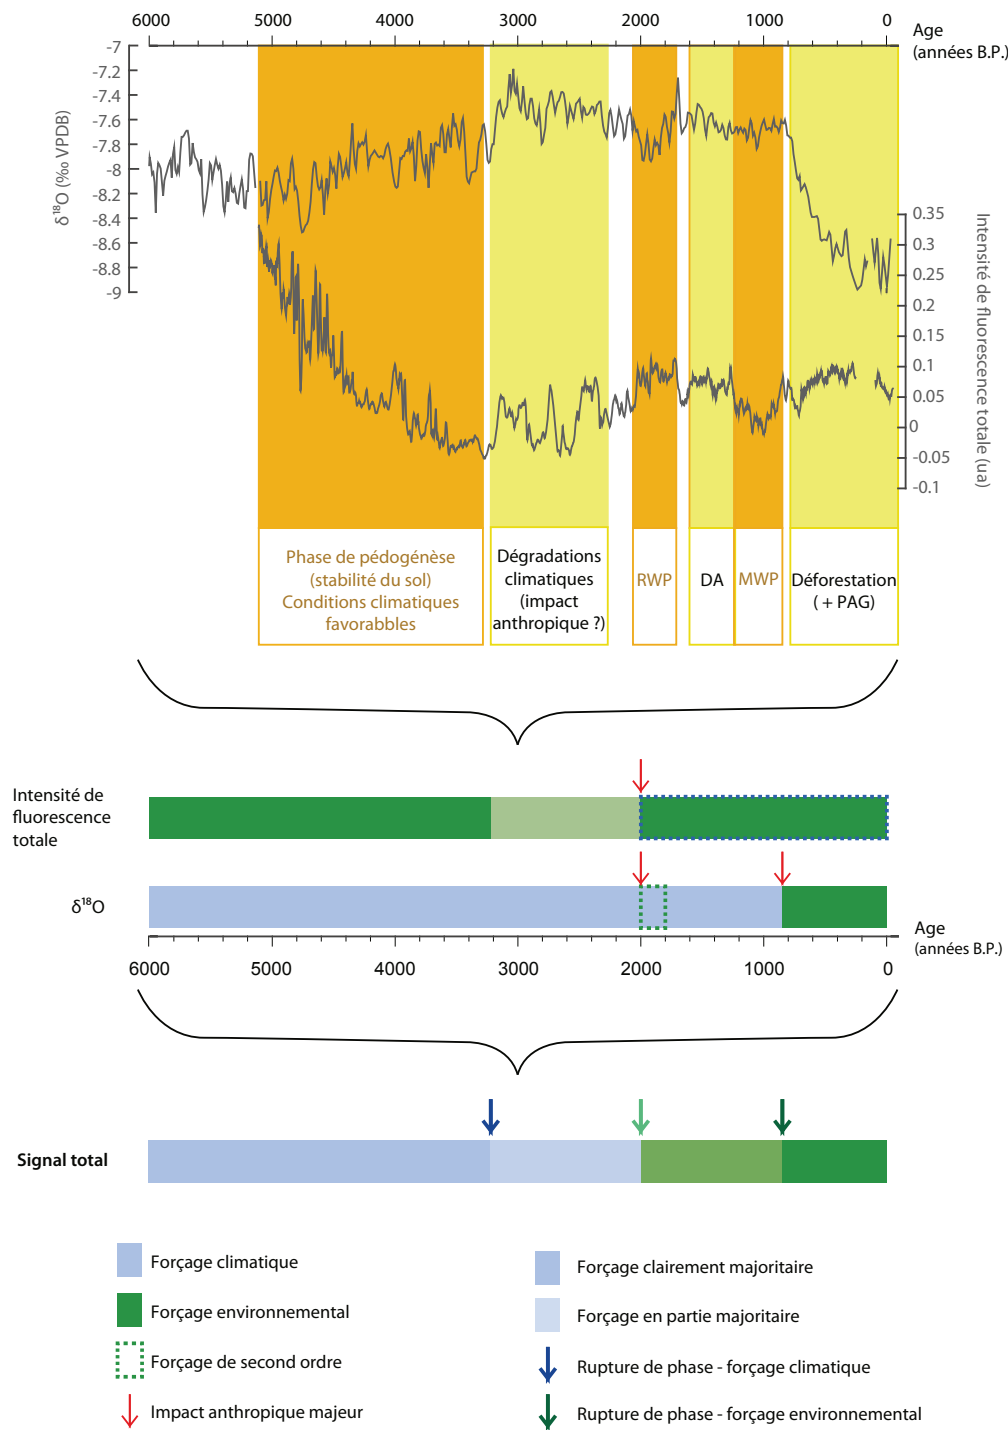 6000 5000 4000 3000 2000 1000 0
Age
(années B.P.)
-7
-7.2
-7.4
-7.6
-7.8
-8
-8.2
-8.4
-8.6
-8.8
-9
δ¹⁸O (‰ VPDB)
0.35
0.3
0.25
0.2
0.15
0.1
0.05
0
-0.05
-0.1
Intensité de fluorescence totale (ua)
Phase de pédogénèse
(stabilité du sol)
Conditions climatiques
favorabbles
Dégradations
climatiques
(impact
anthropique ?)
RWP
DA
MWP
Déforestation
( + PAG)
Intensité de
fluorescence
totale
δ¹⁸O
Age
(années B.P.)
6000 5000 4000 3000 2000 1000 0
Signal total
Forçage climatique
Forçage environnemental
Forçage de second ordre
Impact anthropique majeur
Forçage clairement majoritaire
Forçage en partie majoritaire
Rupture de phase - forçage climatique
Rupture de phase - forçage environnemental